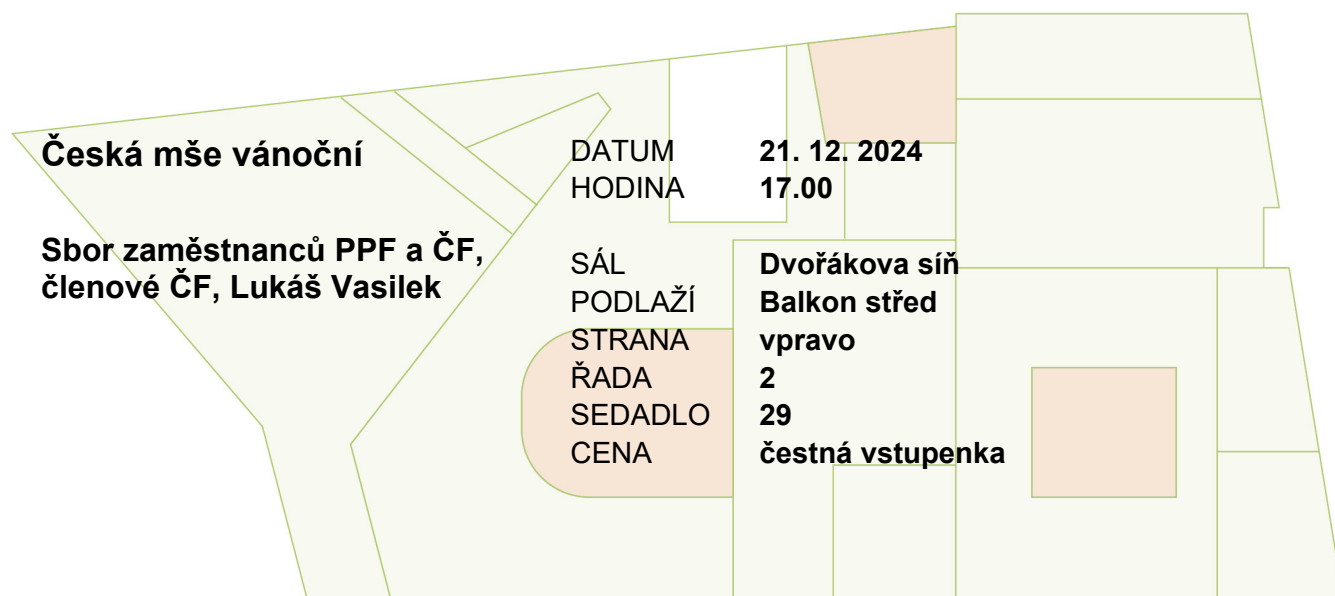 Česká mše vánoční
Sbor zaměstnanců PPF a ČF,
členové ČF, Lukáš Vasilek
DATUM 21. 12. 2024
HODINA 17.00
SÁL Dvořákova síň
PODLAŽÍ Balkon střed
STRANA vpravo
ŘADA 2
SEDADLO 29
CENA čestná vstupenka